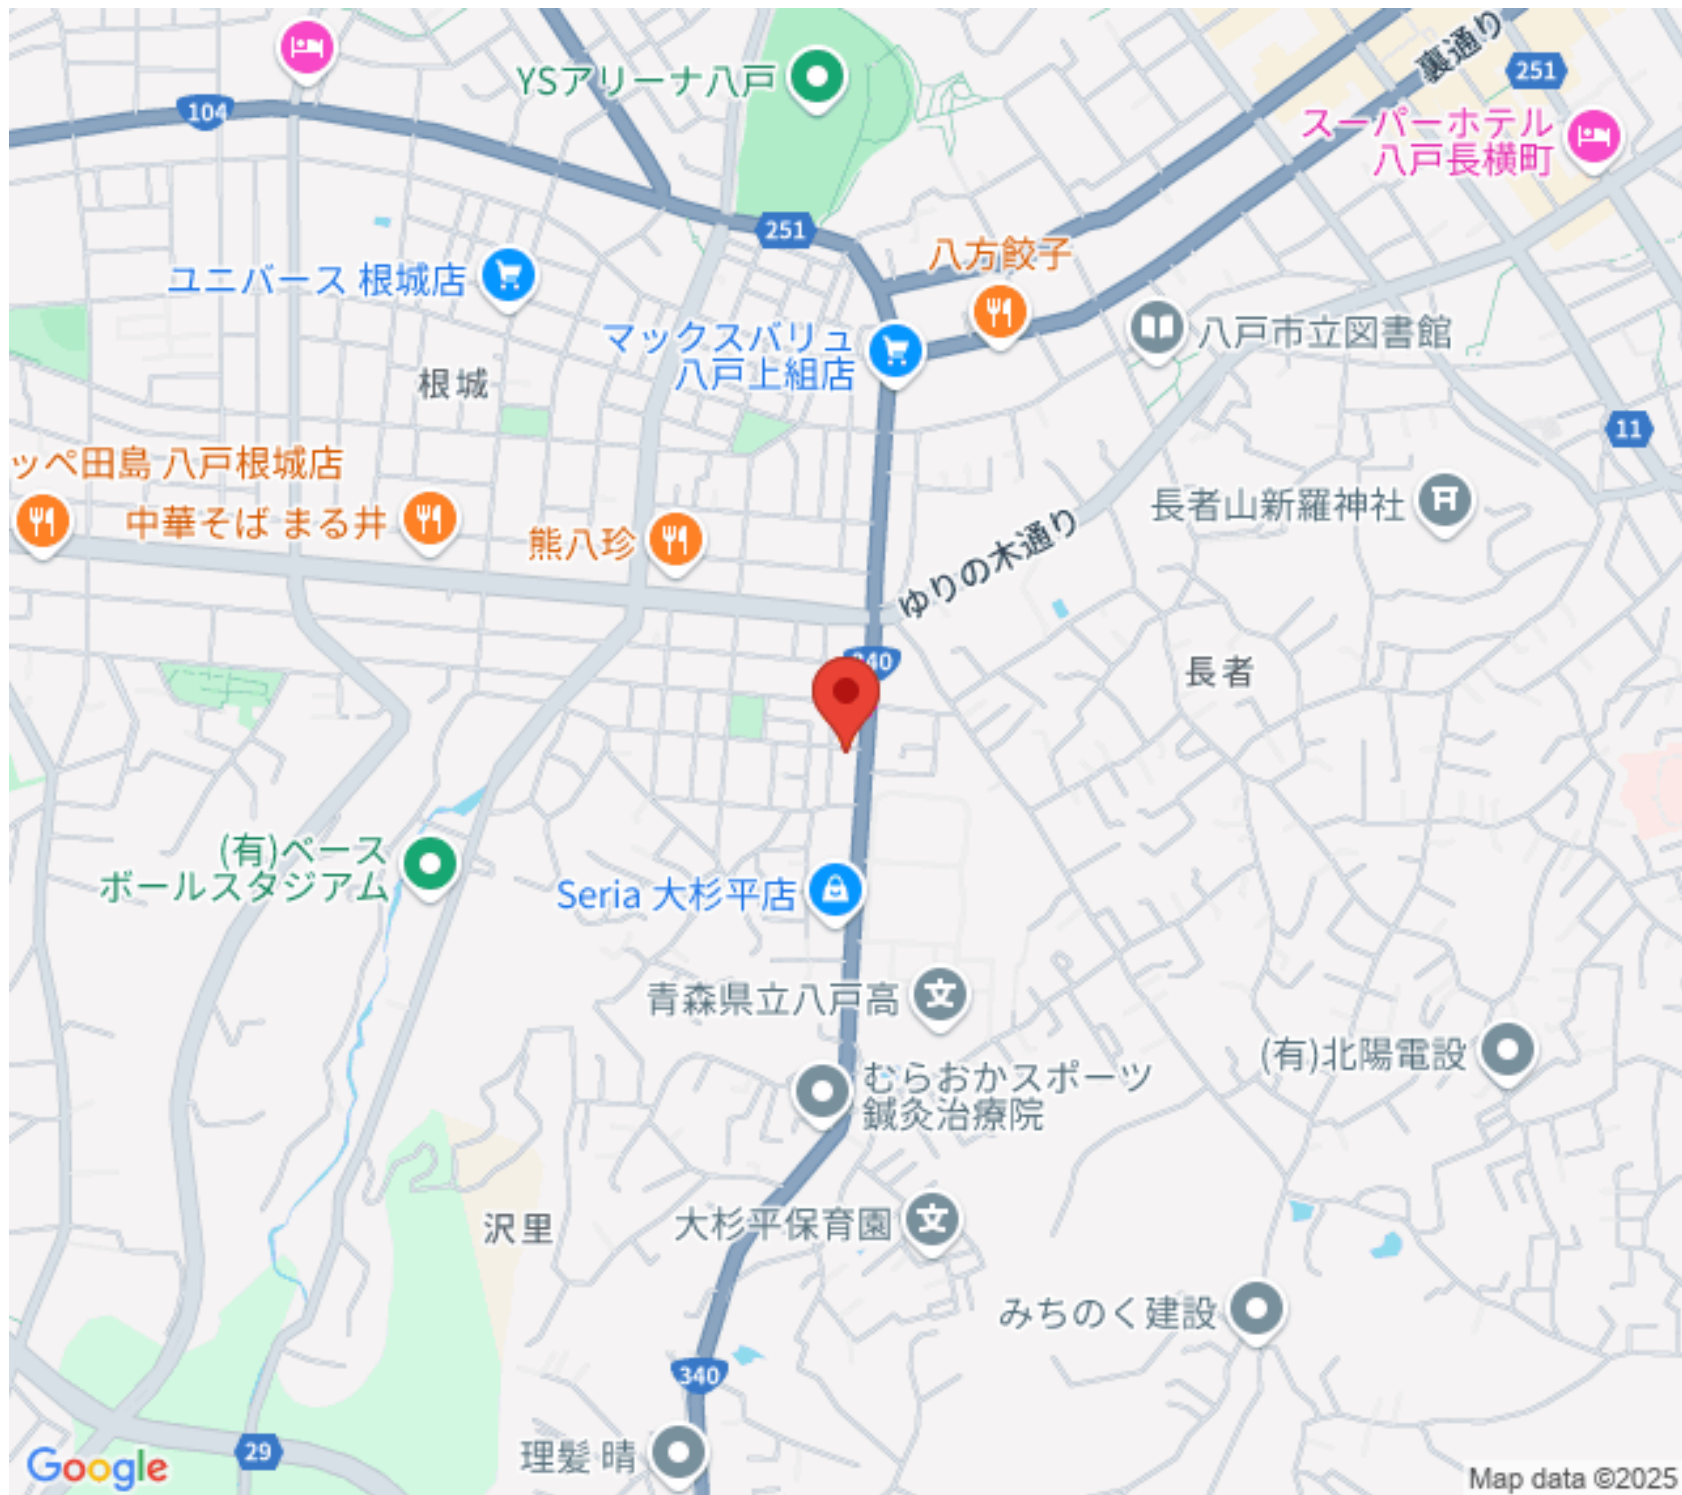 裏通り
251
YSアリーナ八戸
104
スーパーホテル
八戸長横町
251
八方餃子
ユニバース 根城店
マックスバリュ
八戸上組店
八戸市立図書館
根城
11
ッペ田島 八戸根城店
中華そば まる井
熊八珍
長者山新羅神社
ゆりの木通り
340
長者
(有)ベース
ボールスタジアム
Seria 大杉平店
青森県立八戸高
(有)北陽電設
むらおかスポーツ
鍼灸治療院
沢里
大杉平保育園
みちのく建設
340
29
理髪 晴
Google
Map data ©2025